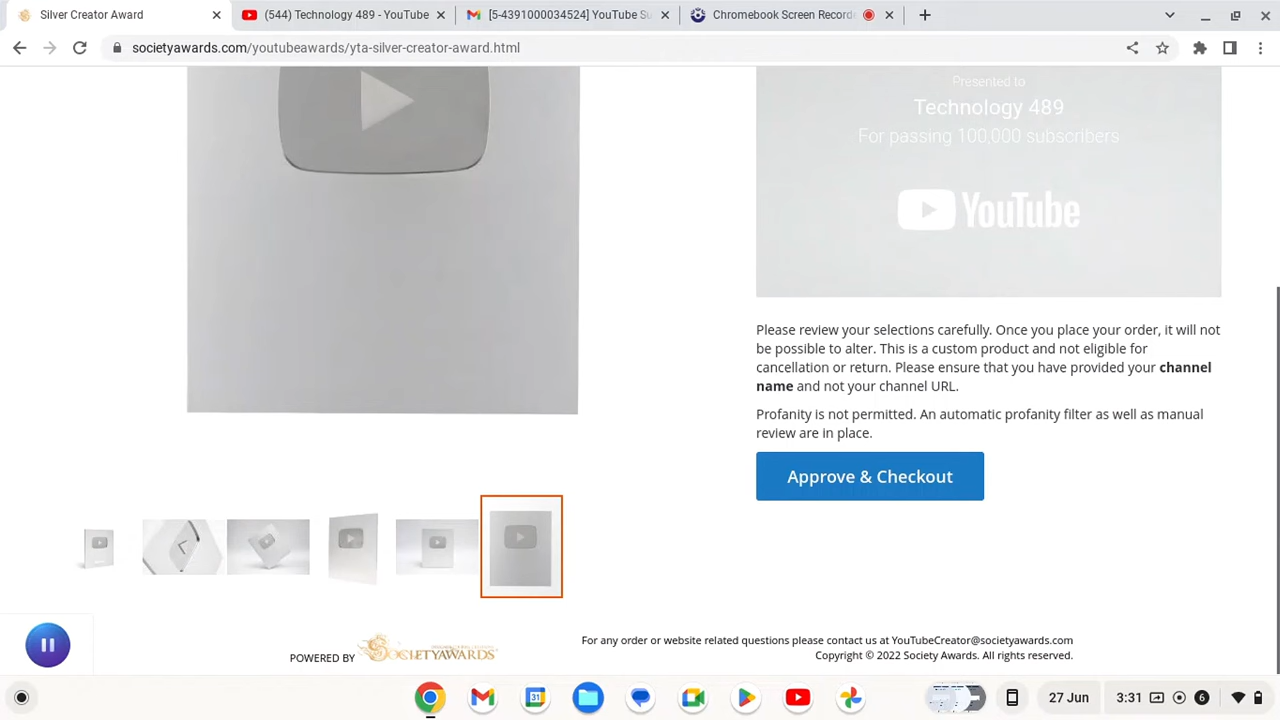 Silver Creator Award
(544) Technology 489 - YouTube
[5-4391000034524] YouTube Su
Chromebook Screen Record
societyawards.com/youtubeawards/yta-silver-creator-award.html
Presented to
Technology 489
For passing 100,000 subscribers
YouTube
Please review your selections carefully. Once you place your order, it will not
be possible to alter. This is a custom product and not eligible for
cancellation or return. Please ensure that you have provided your channel
name and not your channel URL.
Profanity is not permitted. An automatic profanity filter as well as manual
review are in place.
Approve & Checkout
POWERED BY SOCIETYAWARDS
For any order or website related questions please contact us at YouTubeCreator@societyawards.com
Copyright © 2022 Society Awards. All rights reserved.
31
27 Jun
3:31
6